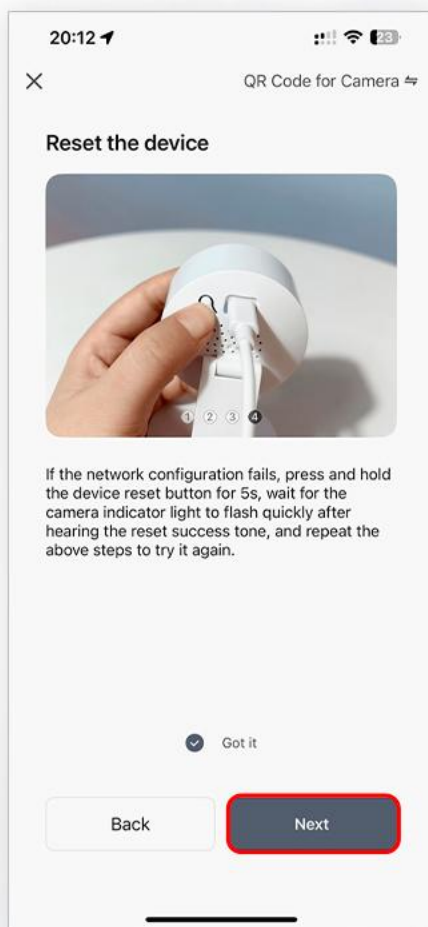 20:12
23
QR Code for Camera ⇋
Reset the device
1 2 3 4
If the network configuration fails, press and hold
the device reset button for 5s, wait for the
camera indicator light to flash quickly after
hearing the reset success tone, and repeat the
above steps to try it again.
Got it
Back
Next